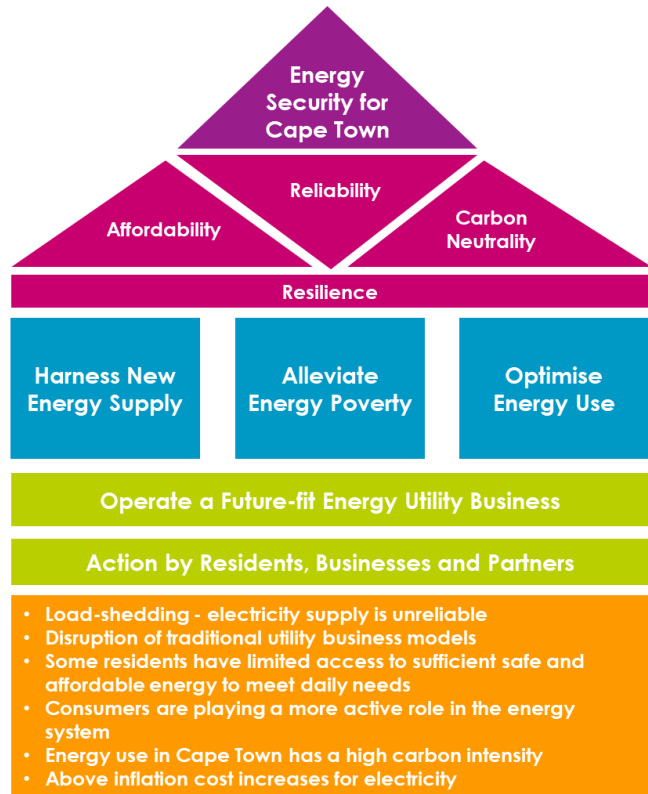 Energy
Security for
Cape Town
Reliability
Affordability
Carbon
Neutrality
Resilience
Harness New
Energy Supply
Alleviate
Energy Poverty
Optimise
Energy Use
Operate a Future-fit Energy Utility Business
Action by Residents, Businesses and Partners
• Load-shedding - electricity supply is unreliable
• Disruption of traditional utility business models
• Some residents have limited access to sufficient safe and
affordable energy to meet daily needs
• Consumers are playing a more active role in the energy
system
• Energy use in Cape Town has a high carbon intensity
• Above inflation cost increases for electricity